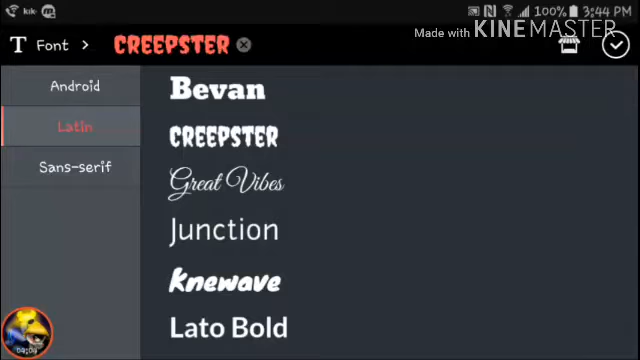 kik 100% 3:44 PM
Made with KINEMASTER
T Font > CREEPSTER
Android
Latin
Sans-serif
Bevan
CREEPSTER
Great Vibes
Junction
Knewave
Lato Bold